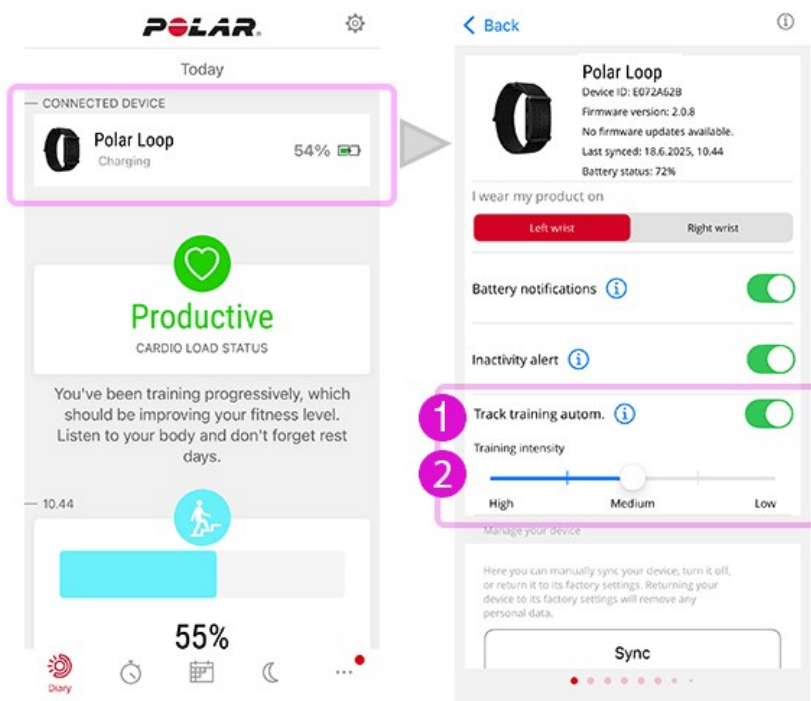 POLAR.
Today
CONNECTED DEVICE
Polar Loop
Charging
54%
Productive
CARDIO LOAD STATUS
You've been training progressively, which
should be improving your fitness level.
Listen to your body and don't forget rest
days.
10.44
55%
Diary
Back
Polar Loop
Device ID: E072A62B
Firmware version: 2.0.8
No firmware updates available.
Last synced: 18.6.2025, 10.44
Battery status: 72%
I wear my product on
Left wrist
Right wrist
Battery notifications
Inactivity alert
1
Track training autom.
Training intensity
2
High Medium Low
Manage your device
Here you can manually sync your device, turn it off,
or return it to its factory settings. Returning your
device to its factory settings will remove any
personal data.
Sync